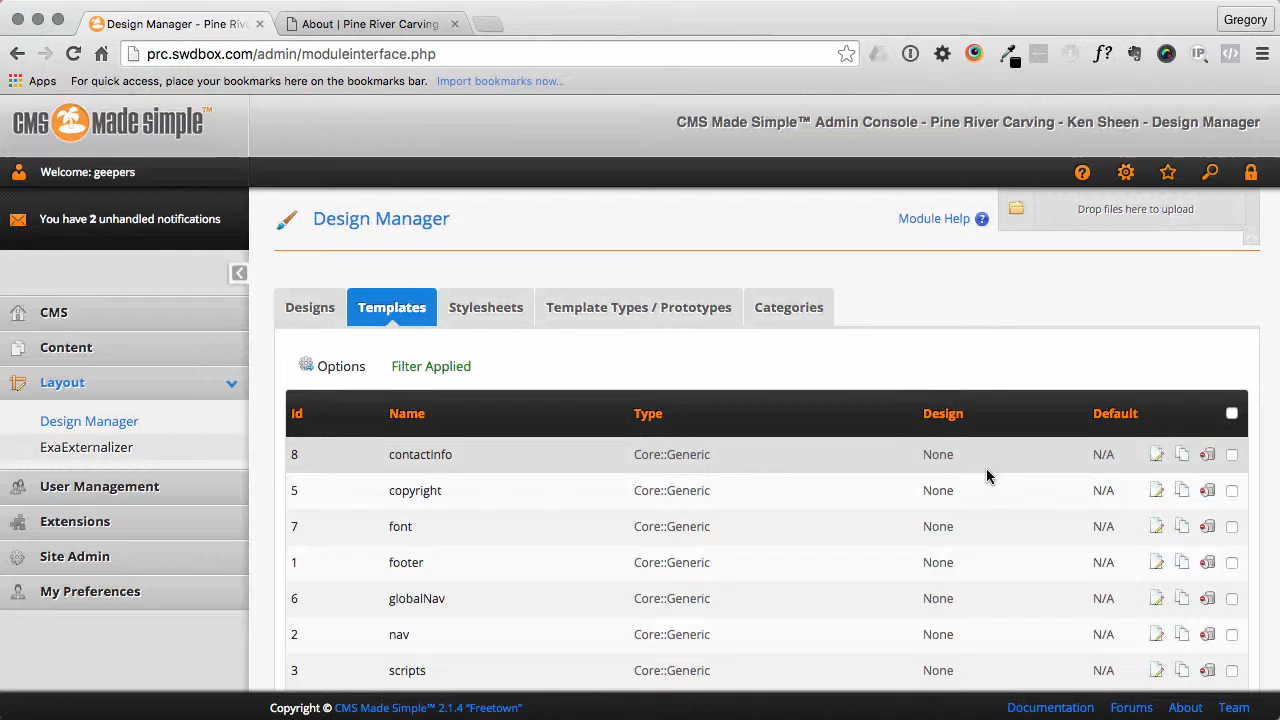 Design Manager - Pine Riv
About | Pine River Carving
Gregory
prc.swdbox.com/admin/moduleinterface.php
f?
IP
Apps
For quick access, place your bookmarks here on the bookmarks bar.
Import bookmarks now...
CMS Made Simple™
CMS Made Simple™ Admin Console - Pine River Carving - Ken Sheen - Design Manager
Welcome: geepers
You have 2 unhandled notifications
Design Manager
Module Help
Drop files here to upload
CMS
Content
Layout
Design Manager
ExaExternalizer
User Management
Extensions
Site Admin
My Preferences
Designs
Templates
Stylesheets
Template Types / Prototypes
Categories
Options
Filter Applied
Id Name Type Design Default
8 contactinfo Core::Generic None N/A
5 copyright Core::Generic None N/A
7 font Core::Generic None N/A
1 footer Core::Generic None N/A
6 globalNav Core::Generic None N/A
2 nav Core::Generic None N/A
3 scripts Core::Generic None N/A
Copyright © CMS Made Simple™ 2.1.4 “Freetown”
Documentation Forums About Team